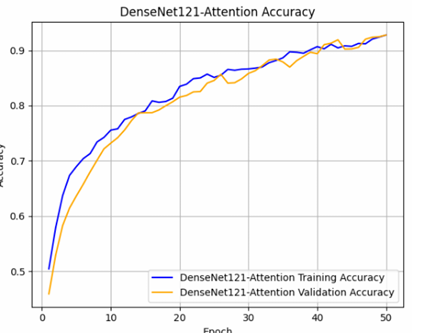 DenseNet121-Attention Accuracy
0.9
0.8
0.7
0.6
0.5
Accuracy
DenseNet121-Attention Training Accuracy
DenseNet121-Attention Validation Accuracy
0 10 20 30 40 50
Epoch